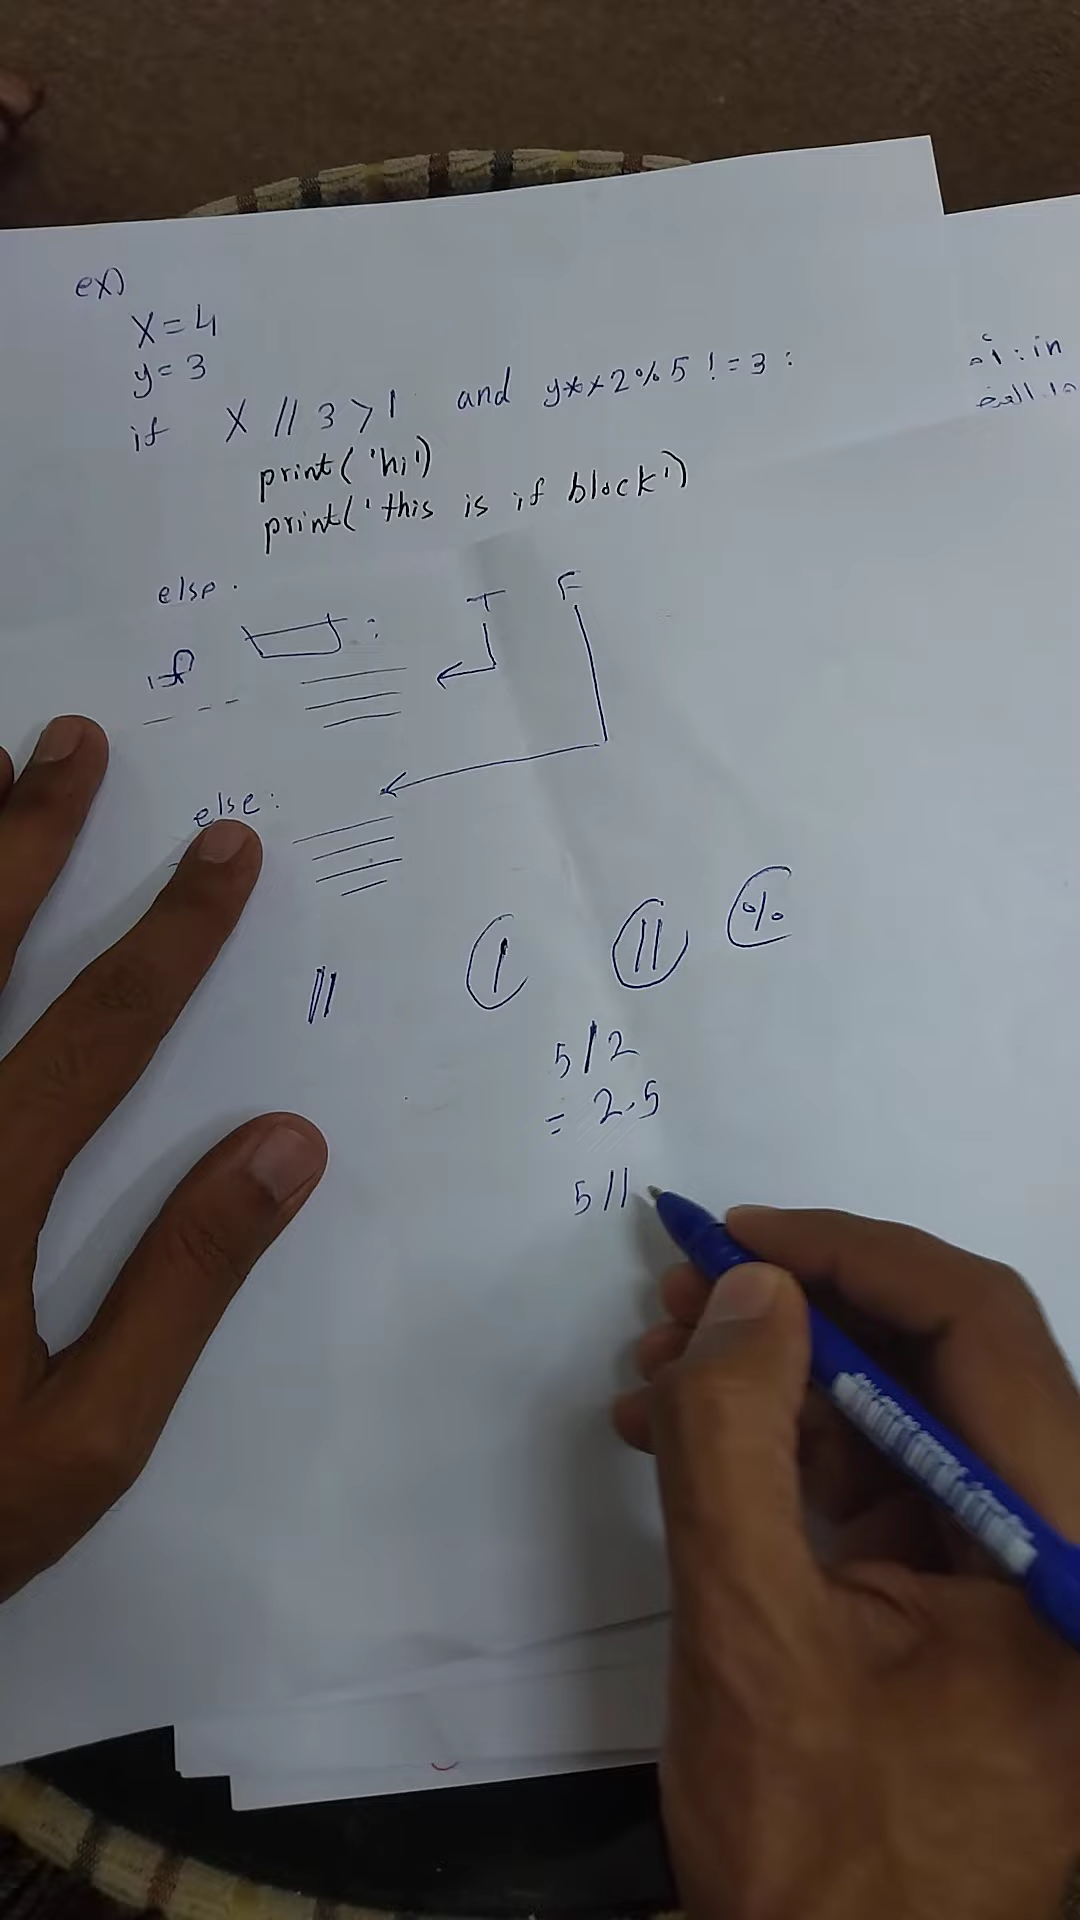 ex)
X=4
y=3
if X // 3 > 1 and y**2%5 != 3 :
print('hi')
print('this is if block')
else.
T F
if :
else:
// / // %
5/2
= 2.5
5//
: in